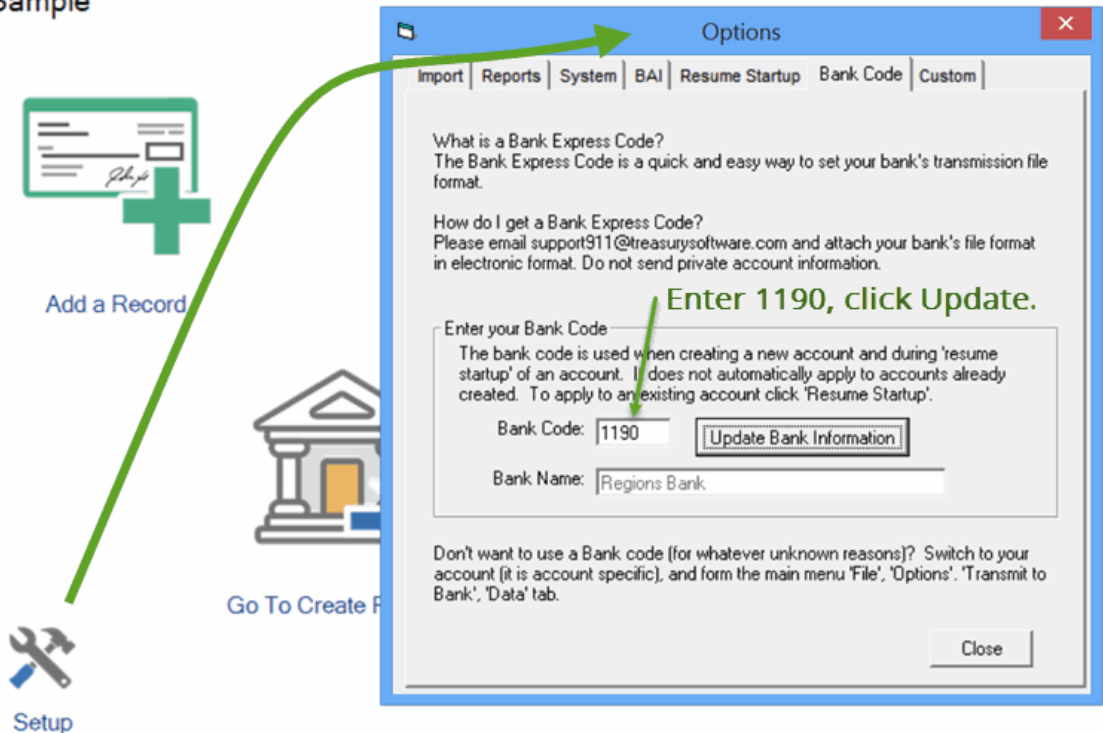 Sample
Options
Import Reports System BAI Resume Startup Bank Code Custom
What is a Bank Express Code?
The Bank Express Code is a quick and easy way to set your bank's transmission file
format.
How do I get a Bank Express Code?
Please email support911@treasurysoftware.com and attach your bank's file format
in electronic format. Do not send private account information.
Enter 1190, click Update.
Enter your Bank Code
The bank code is used when creating a new account and during 'resume
startup' of an account. It does not automatically apply to accounts already
created. To apply to an existing account click 'Resume Startup'.
Bank Code: 1190 Update Bank Information
Bank Name: Regions Bank
Don't want to use a Bank code (for whatever unknown reasons)? Switch to your
account (it is account specific), and form the main menu 'File', 'Options'. 'Transmit to
Bank', 'Data' tab.
Close
Add a Record
Go To Create F
Setup